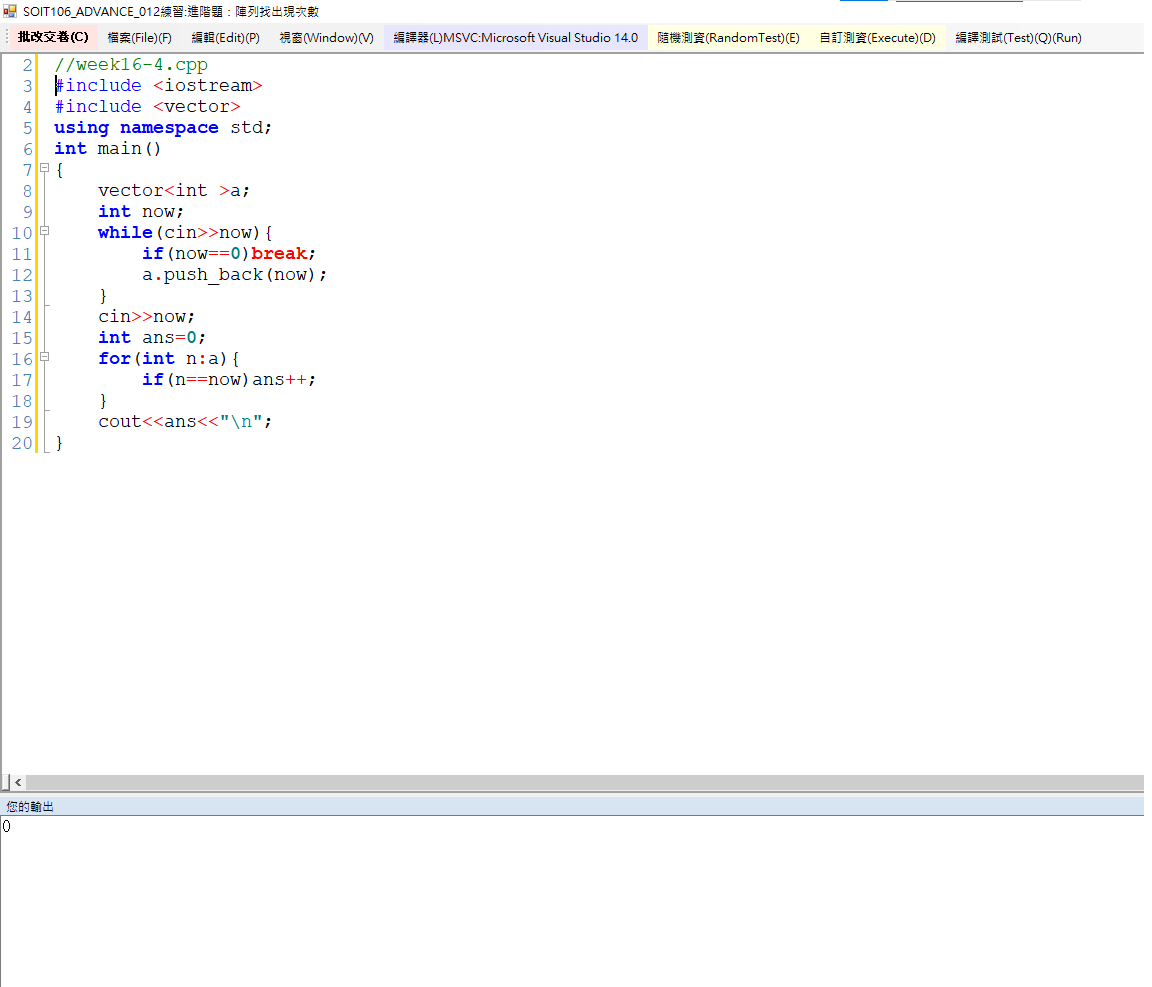 SOIT106_ADVANCE_012練習:進階題：陣列找出現次數
批改交卷(C) 檔案(File)(F) 編輯(Edit)(P) 視窗(Window)(V) 編譯器(L)MSVC:Microsoft Visual Studio 14.0 隨機測資(RandomTest)(E) 自訂測資(Execute)(D) 編譯測試(Test)(Q)(Run)
2 //week16-4.cpp
3 #include <iostream>
4 #include <vector>
5 using namespace std;
6 int main()
7 {
8     vector<int >a;
9     int now;
10     while(cin>>now){
11         if(now==0)break;
12         a.push_back(now);
13     }
14     cin>>now;
15     int ans=0;
16     for(int n:a){
17         if(n==now)ans++;
18     }
19     cout<<ans<<"\n";
20 }
您的輸出
0